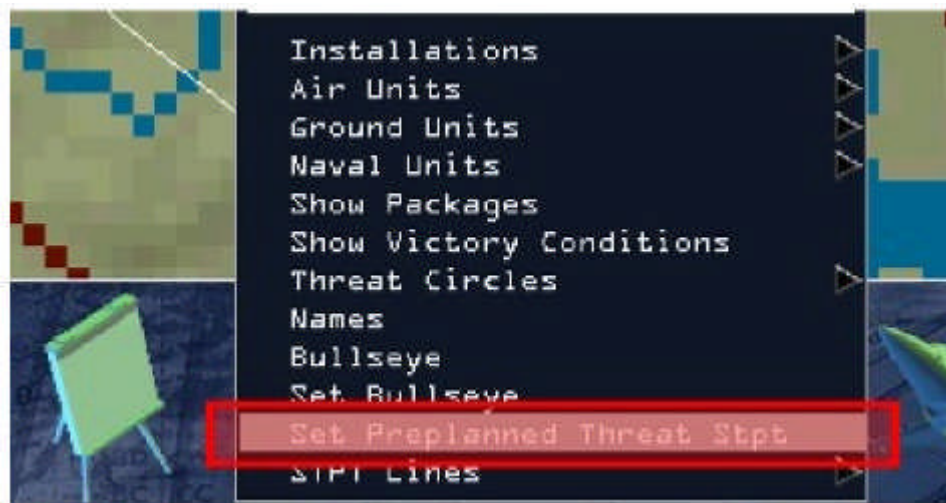 Installations
Air Units
Ground Units
Naval Units
Show Packages
Show Victory Conditions
Threat Circles
Names
Bullseye
Set Bullseye
Set Preplanned Threat Stpt
STPT Lines